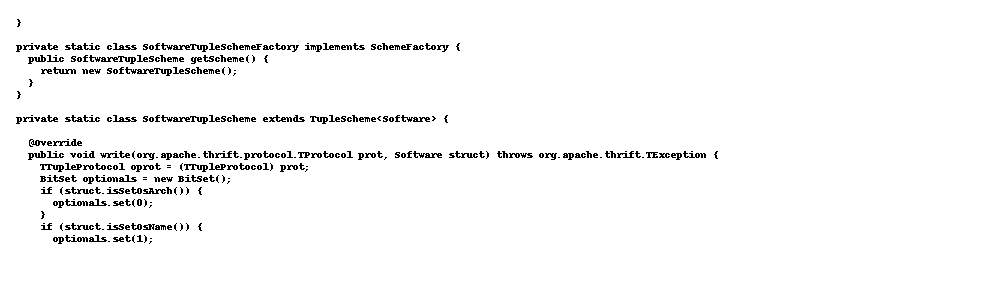 }
private static class SoftwareTupleSchemeFactory implements SchemeFactory {
public SoftwareTupleScheme getScheme() {
return new SoftwareTupleScheme();
}
}
private static class SoftwareTupleScheme extends TupleScheme<Software> {
@Override
public void write(org.apache.thrift.protocol.TProtocol prot, Software struct) throws org.apache.thrift.TException {
TTupleProtocol oprot = (TTupleProtocol) prot;
BitSet optionals = new BitSet();
if (struct.isSetOsArch()) {
optionals.set(0);
}
if (struct.isSetOsName()) {
optionals.set(1);